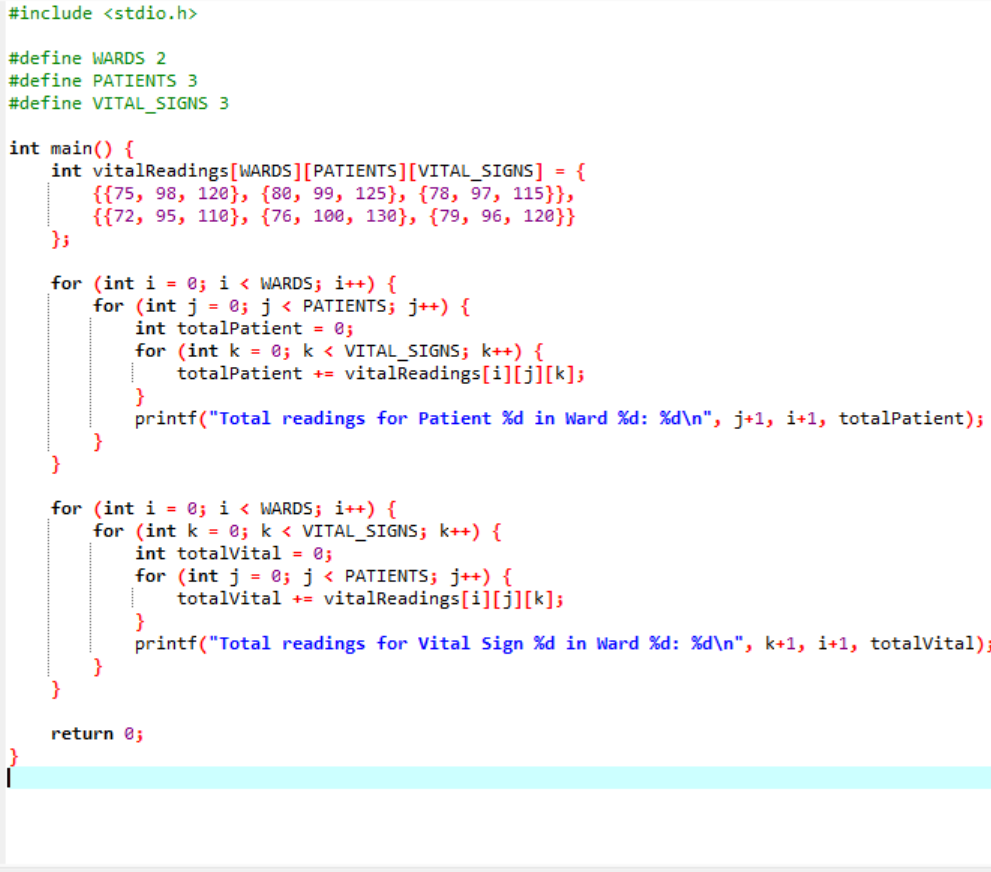 #include <stdio.h>

#define WARDS 2
#define PATIENTS 3
#define VITAL_SIGNS 3

int main() {
    int vitalReadings[WARDS][PATIENTS][VITAL_SIGNS] = {
        {{75, 98, 120}, {80, 99, 125}, {78, 97, 115}},
        {{72, 95, 110}, {76, 100, 130}, {79, 96, 120}}
    };

    for (int i = 0; i < WARDS; i++) {
        for (int j = 0; j < PATIENTS; j++) {
            int totalPatient = 0;
            for (int k = 0; k < VITAL_SIGNS; k++) {
                totalPatient += vitalReadings[i][j][k];
            }
            printf("Total readings for Patient %d in Ward %d: %d\n", j+1, i+1, totalPatient);
        }
    }

    for (int i = 0; i < WARDS; i++) {
        for (int k = 0; k < VITAL_SIGNS; k++) {
            int totalVital = 0;
            for (int j = 0; j < PATIENTS; j++) {
                totalVital += vitalReadings[i][j][k];
            }
            printf("Total readings for Vital Sign %d in Ward %d: %d\n", k+1, i+1, totalVital);
        }
    }

    return 0;
}